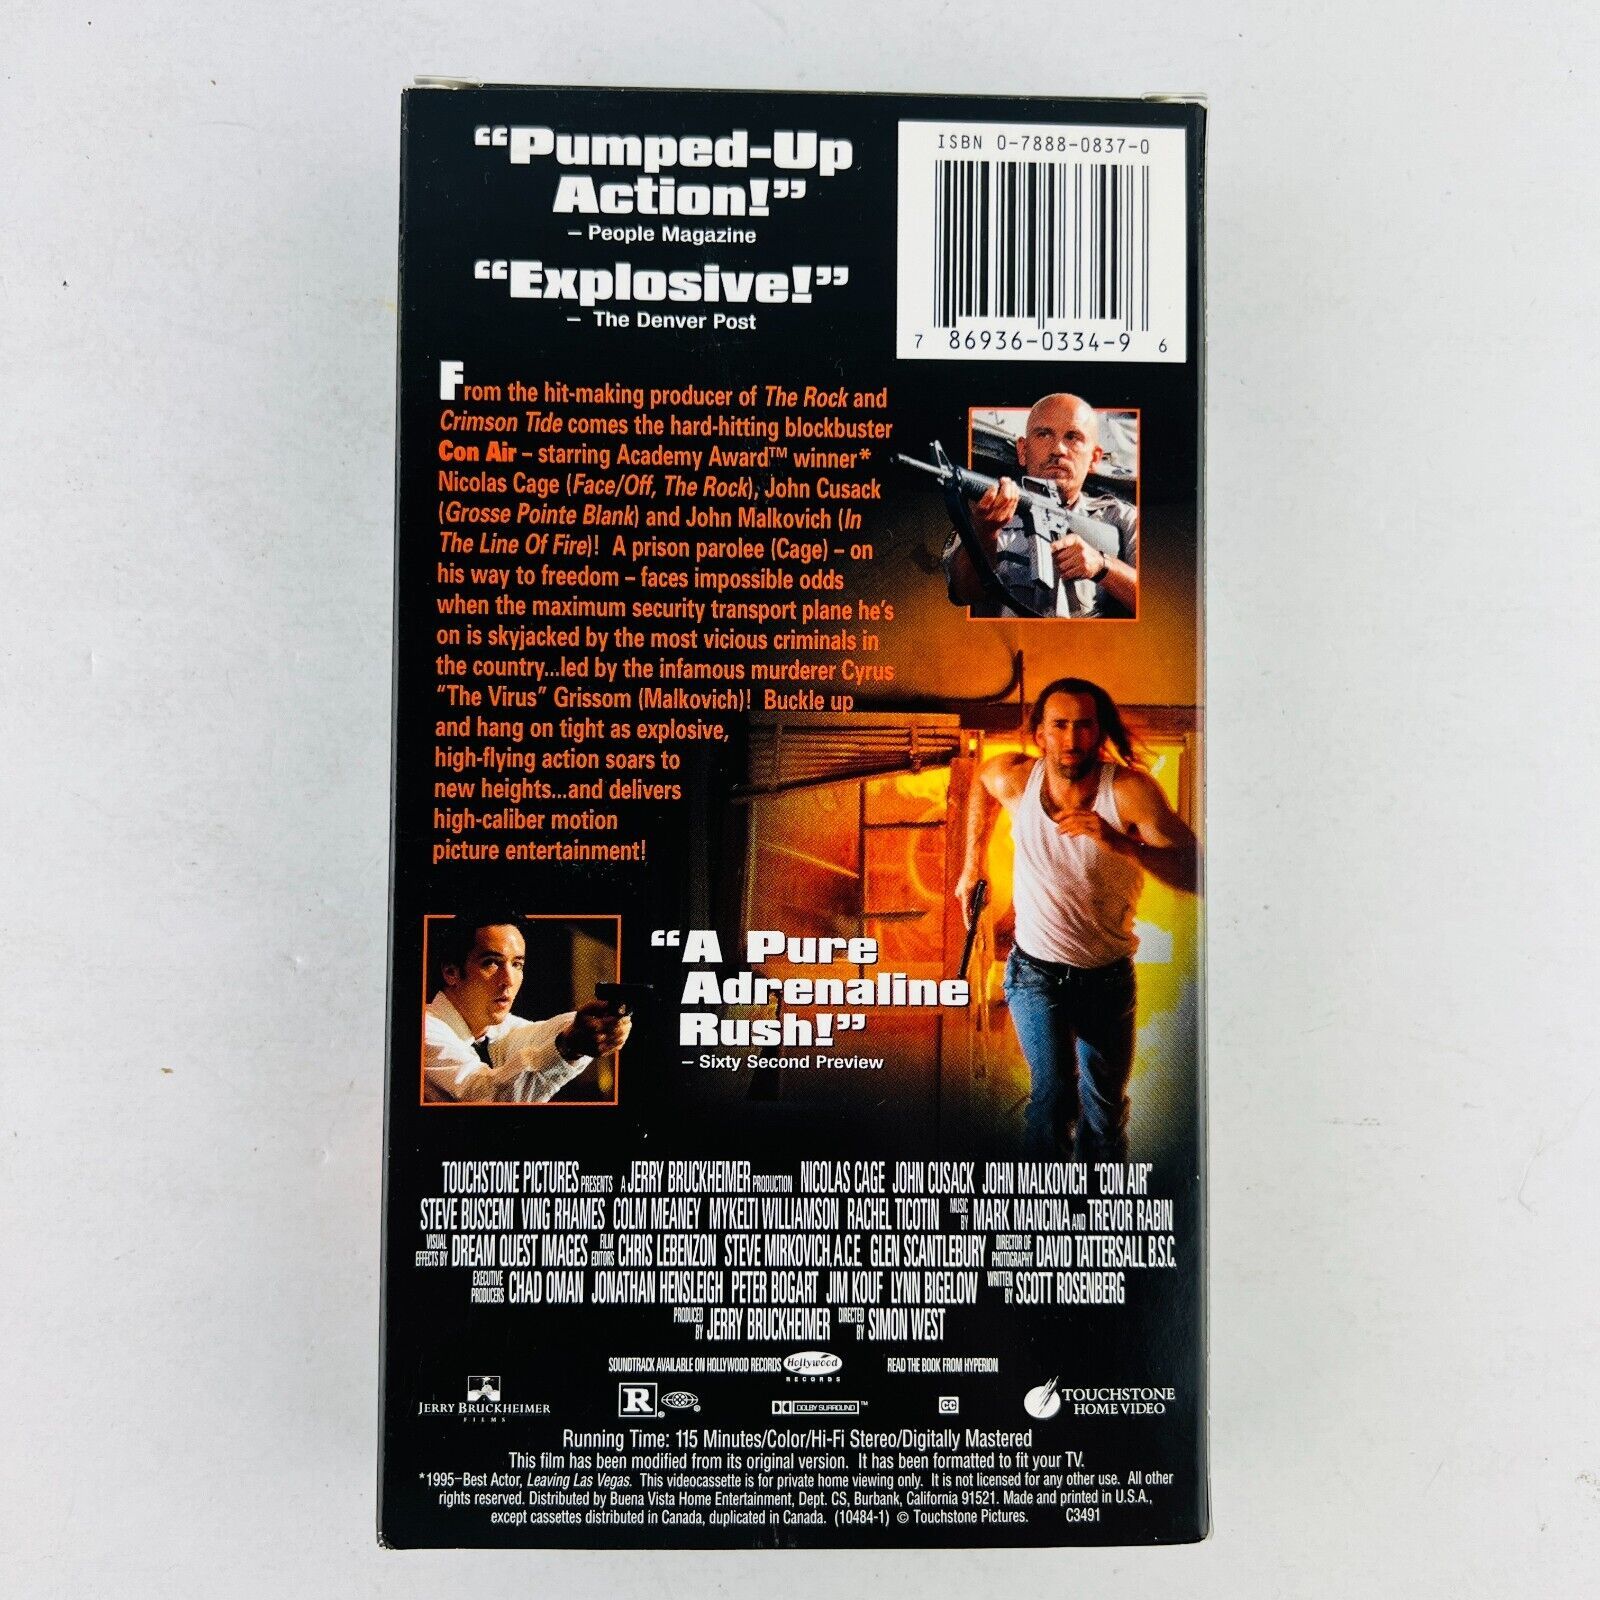 “Pumped-Up
Action!”
– People Magazine
“Explosive!”
– The Denver Post
ISBN 0-7888-0837-0
7 86936-0334-9 6
From the hit-making producer of The Rock and
Crimson Tide comes the hard-hitting blockbuster
Con Air – starring Academy Award™ winner*
Nicolas Cage (Face/Off, The Rock), John Cusack
(Grosse Pointe Blank) and John Malkovich (In
The Line Of Fire)! A prison parolee (Cage) – on
his way to freedom – faces impossible odds
when the maximum security transport plane he's
on is skyjacked by the most vicious criminals in
the country...led by the infamous murderer Cyrus
“The Virus” Grissom (Malkovich)! Buckle up
and hang on tight as explosive,
high-flying action soars to
new heights...and delivers
high-caliber motion
picture entertainment!
“A Pure
Adrenaline
Rush!”
– Sixty Second Preview
TOUCHSTONE PICTURES PRESENTS A JERRY BRUCKHEIMER PRODUCTION NICOLAS CAGE JOHN CUSACK JOHN MALKOVICH “CON AIR”
STEVE BUSCEMI VING RHAMES COLM MEANEY MYKELTI WILLIAMSON RACHEL TICOTIN MUSIC BY MARK MANCINA AND TREVOR RABIN
VISUAL EFFECTS BY DREAM QUEST IMAGES FILM EDITORS CHRIS LEBENZON STEVE MIRKOVICH, A.C.E. GLEN SCANTLEBURY DIRECTOR OF PHOTOGRAPHY DAVID TATTERSALL, B.S.C.
EXECUTIVE PRODUCERS CHAD OMAN JONATHAN HENSLEIGH PETER BOGART JIM KOUF LYNN BIGELOW WRITTEN BY SCOTT ROSENBERG
PRODUCED BY JERRY BRUCKHEIMER DIRECTED BY SIMON WEST
SOUNDTRACK AVAILABLE ON HOLLYWOOD RECORDS Hollywood RECORDS READ THE BOOK FROM HYPERION
JERRY BRUCKHEIMER FILMS R ® DOLBY SURROUND ™ CC TOUCHSTONE HOME VIDEO
Running Time: 115 Minutes/Color/Hi-Fi Stereo/Digitally Mastered
This film has been modified from its original version. It has been formatted to fit your TV.
*1995–Best Actor, Leaving Las Vegas. This videocassette is for private home viewing only. It is not licensed for any other use. All other
rights reserved. Distributed by Buena Vista Home Entertainment, Dept. CS, Burbank, California 91521. Made and printed in U.S.A.,
except cassettes distributed in Canada, duplicated in Canada. (10484-1) © Touchstone Pictures. C3491